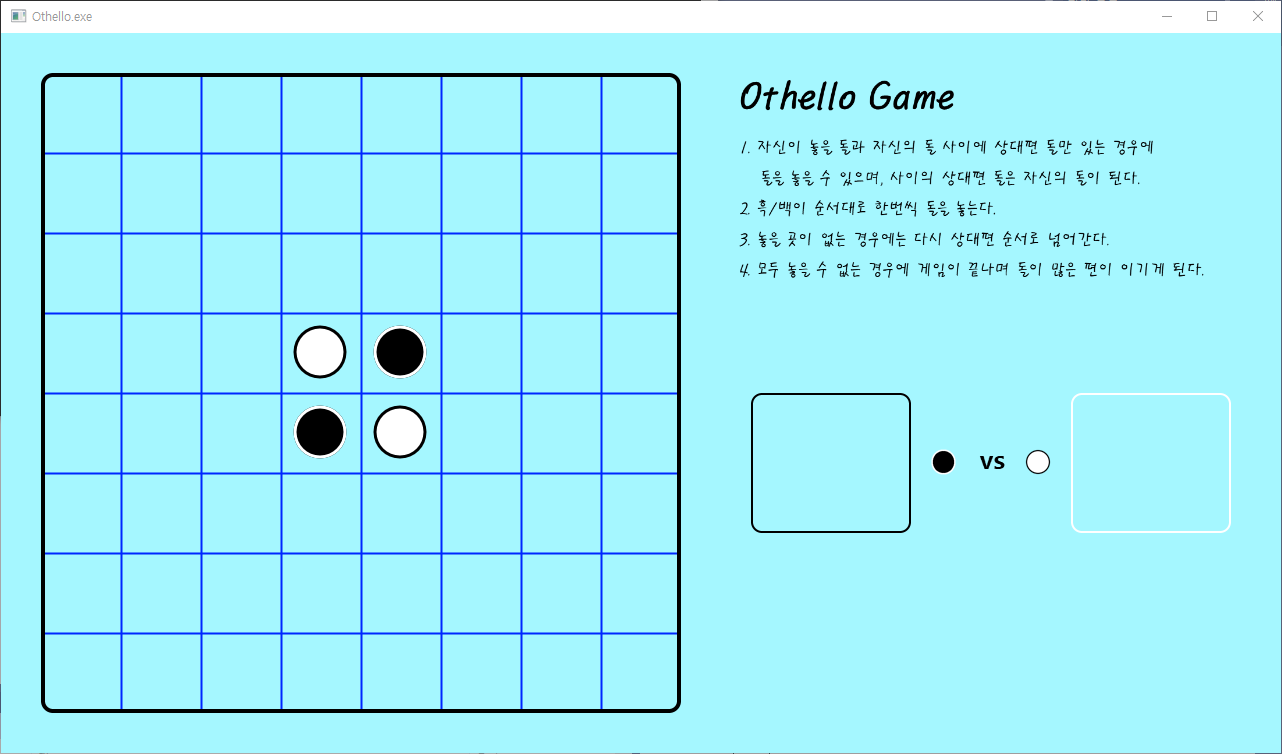 Othello.exe
Othello Game
1. 자신이 놓을 돌과 자신의 돌 사이에 상대편 돌만 있는 경우에
돌을 놓을 수 있으며, 사이의 상대편 돌은 자신의 돌이 된다.
2. 흑/백이 순서대로 한번씩 돌을 놓는다.
3. 놓을 곳이 없는 경우에는 다시 상대편 순서로 넘어간다.
4. 모두 놓을 수 없는 경우에 게임이 끝나며 돌이 많은 편이 이기게 된다.
VS